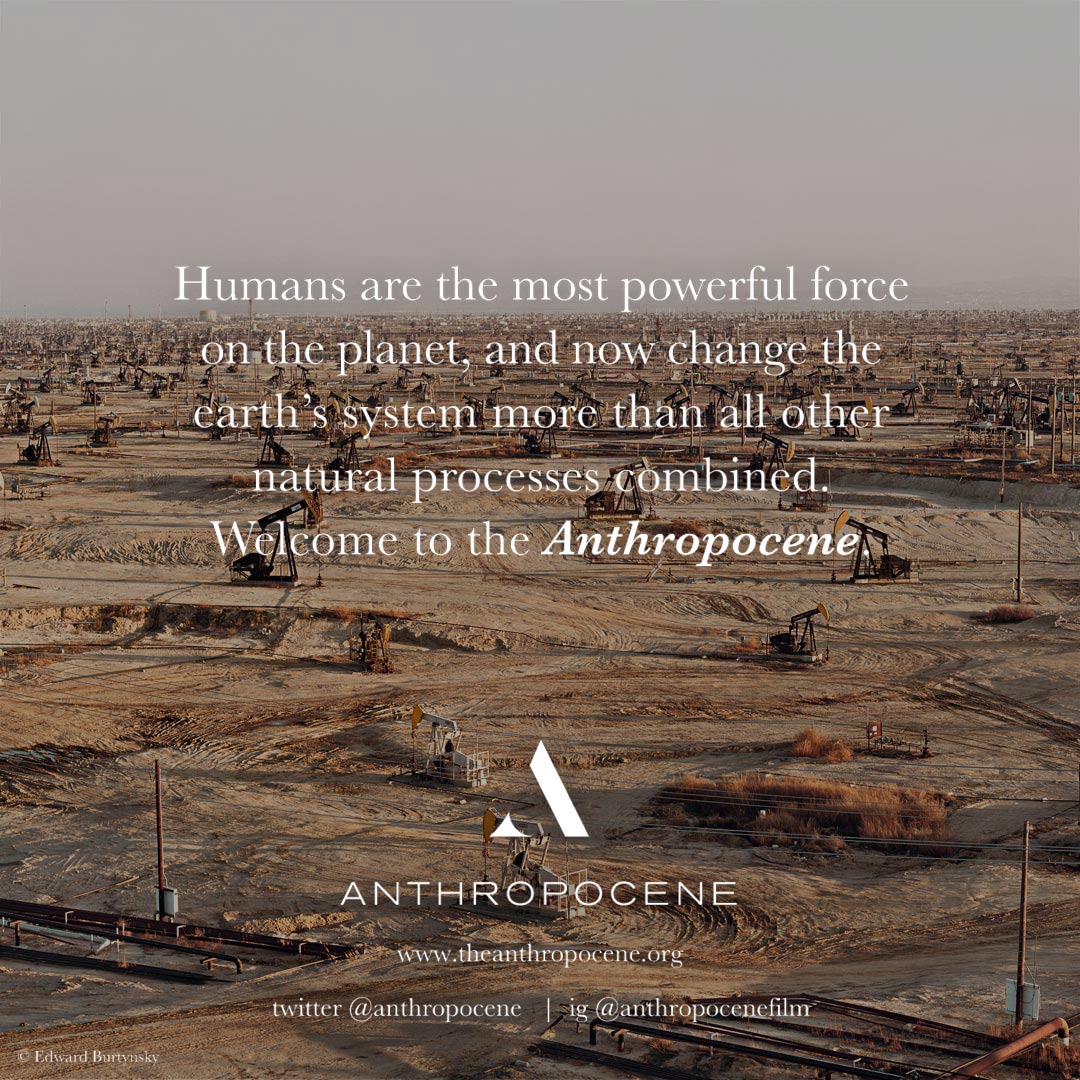 Humans are the most powerful force
on the planet, and now change the
earth’s system more than all other
natural processes combined.
Welcome to the Anthropocene
ANTHROPOCENE
www.theanthropocene.org
twitter @anthropocene | ig @anthropocenefilm
© Edward Burtynsky